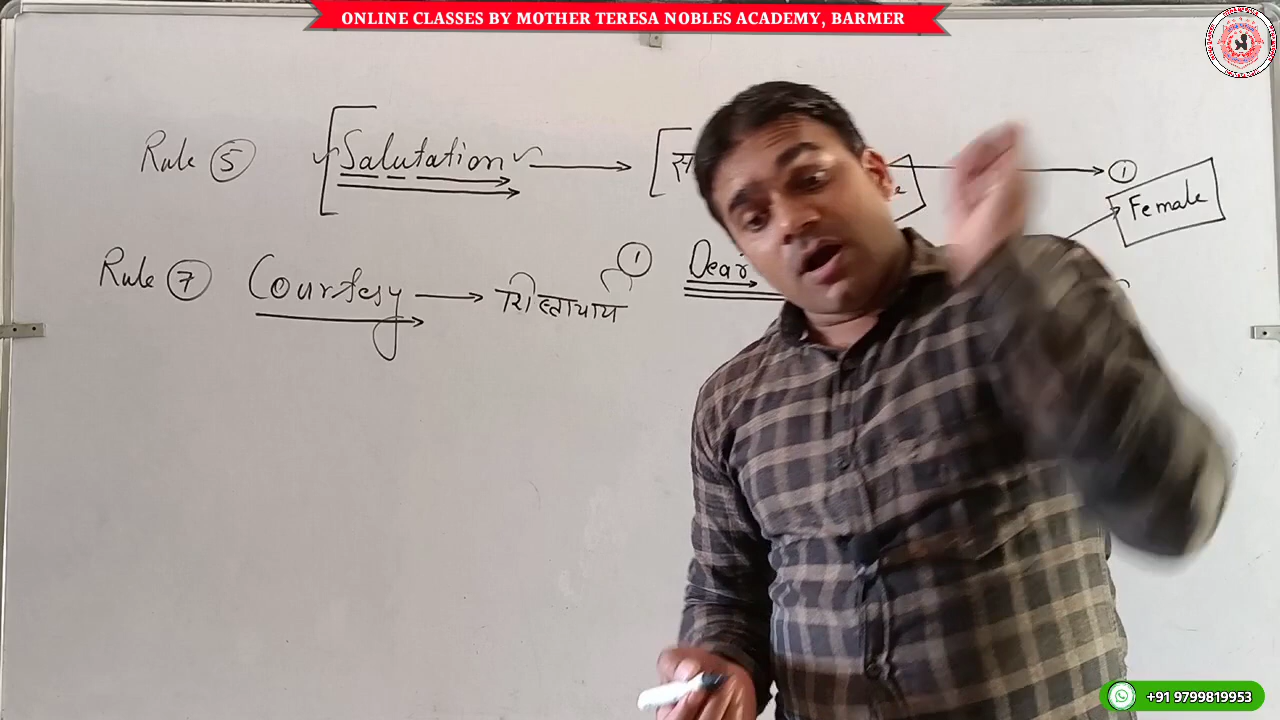 ONLINE CLASSES BY MOTHER TERESA NOBLES ACADEMY, BARMER
Rule 5 Salutation → [स → 1
Female
Rule 7 Courtesy → 1 Dear
+91 9799819953